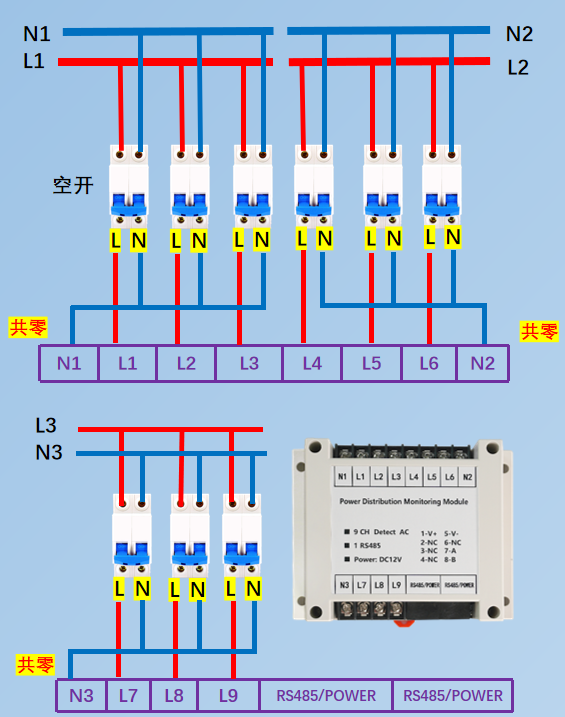 N1 N2
L1 L2
空开
L N L N L N L N L N L N
共零 共零
N1 L1 L2 L3 L4 L5 L6 N2
L3
N3
N1 L1 L2 L3 L4 L5 L6 N2
Power Distribution Monitoring Module
9 CH Detect AC 1-V+ 5-V-
1 RS485 2-NC 6-NC
3-NC 7-A
Power: DC12V 4-NC 8-B
N3 L7 L8 L9 RS485/POWER RS485/POWER
L N L N L N
共零
N3 L7 L8 L9 RS485/POWER RS485/POWER